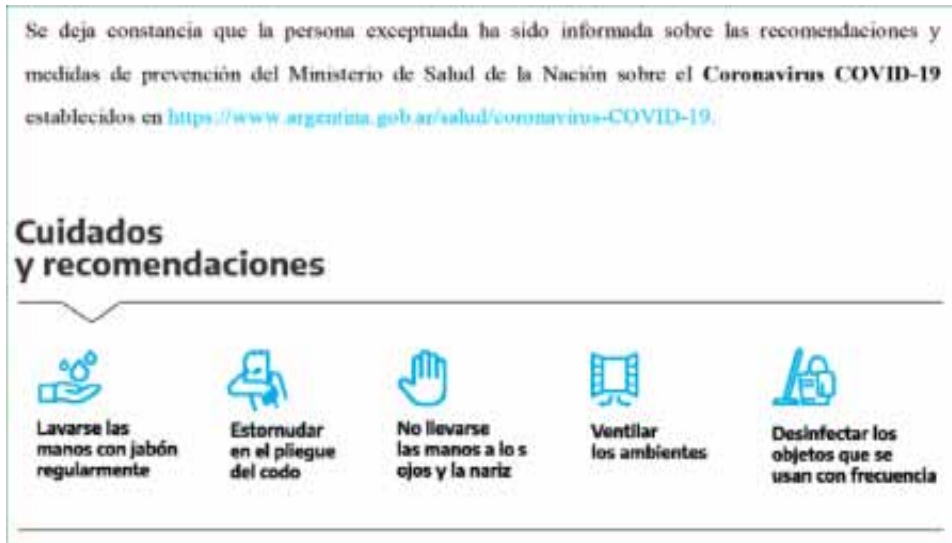 Se deja constancia que la persona exceptuada ha sido informada sobre las recomendaciones y
medidas de prevención del Ministerio de Salud de la Nación sobre el Coronavirus COVID-19
establecidos en https://www.argentina.gob.ar/salud/coronavirus-COVID-19.
Cuidados
y recomendaciones
Lavarse las
manos con jabón
regularmente
Estornudar
en el pliegue
del codo
No llevarse
las manos a lo s
ojos y la nariz
Ventilar
los ambientes
Desinfectar los
objetos que se
usan con frecuencia